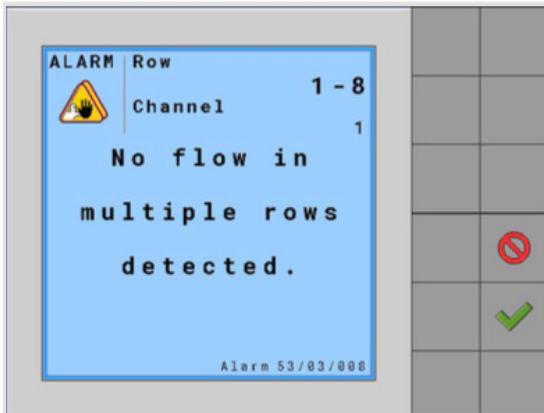 ALARM Row
1-8
Channel
1
No flow in
multiple rows
detected.
Alarm 53/03/008